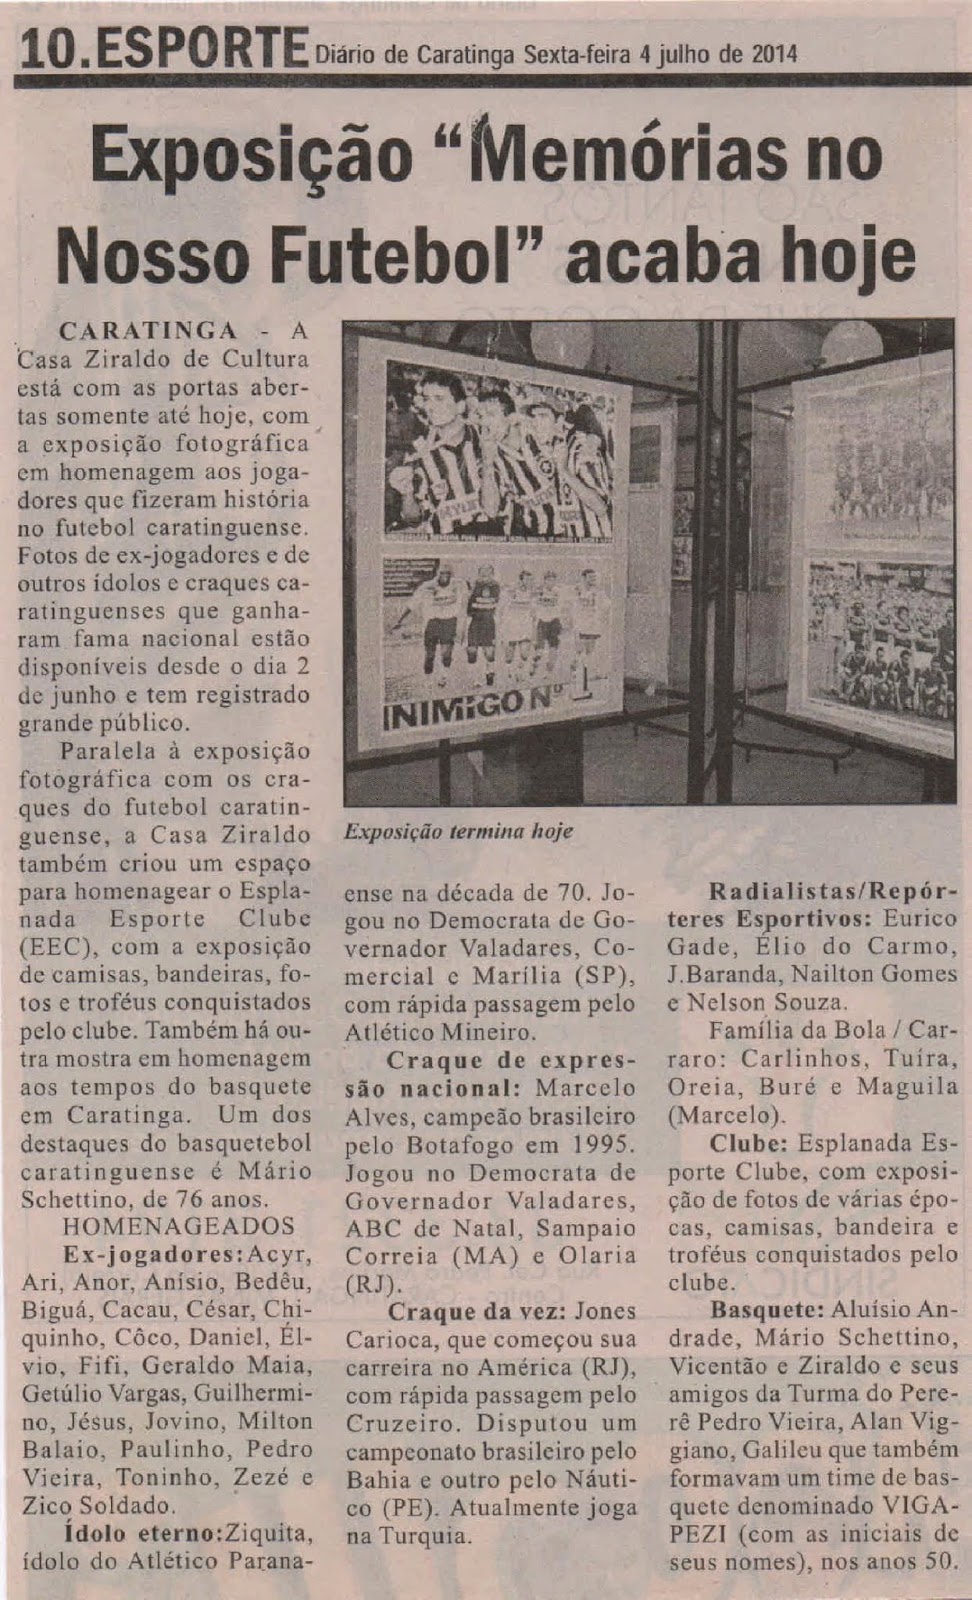 10.ESPORTE Diário de Caratinga Sexta-feira 4 julho de 2014
Exposição “Memórias no
Nosso Futebol” acaba hoje
CARATINGA - A
Casa Ziraldo de Cultura
está com as portas aber-
tas somente até hoje, com
a exposição fotográfica
em homenagem aos joga-
dores que fizeram história
no futebol caratinguense.
Fotos de ex-jogadores e de
outros ídolos e craques ca-
ratinguenses que ganha-
ram fama nacional estão
disponíveis desde o dia 2
de junho e tem registrado
grande público.
Paralela à exposição
fotográfica com os cra-
ques do futebol caratin-
guense, a Casa Ziraldo
também criou um espaço
para homenagear o Espla-
nada Esporte Clube
(EEC), com a exposição
de camisas, bandeiras, fo-
tos e troféus conquistados
pelo clube. Também há ou-
tra mostra em homenagem
aos tempos do basquete
em Caratinga. Um dos
destaques do basquetebol
caratinguense é Mário
Schettino, de 76 anos.
HOMENAGEADOS
Ex-jogadores:Acyr,
Ari, Anor, Anísio, Bedêu,
Biguá, Cacau, César, Chi-
quinho, Côco, Daniel, Él-
vio, Fifi, Geraldo Maia,
Getúlio Vargas, Guilhermi-
no, Jésus, Jovino, Milton
Balaio, Paulinho, Pedro
Vieira, Toninho, Zezé e
Zico Soldado.
Ídolo eterno:Ziquita,
ídolo do Atlético Parana-
INIMIGO Nº 1
Exposição termina hoje
ense na década de 70. Jo-
gou no Democrata de Go-
vernador Valadares, Co-
mercial e Marília (SP),
com rápida passagem pelo
Atlético Mineiro.
Craque de expres-
são nacional: Marcelo
Alves, campeão brasileiro
pelo Botafogo em 1995.
Jogou no Democrata de
Governador Valadares,
ABC de Natal, Sampaio
Correia (MA) e Olaria
(RJ).
Craque da vez: Jones
Carioca, que começou sua
carreira no América (RJ),
com rápida passagem pelo
Cruzeiro. Disputou um
campeonato brasileiro pelo
Bahia e outro pelo Náuti-
co (PE). Atualmente joga
na Turquia.
Radialistas/Repór-
teres Esportivos: Eurico
Gade, Élio do Carmo,
J.Baranda, Nailton Gomes
e Nelson Souza.
Família da Bola / Car-
raro: Carlinhos, Tuíra,
Oreia, Buré e Maguila
(Marcelo).
Clube: Esplanada Es-
porte Clube, com exposi-
ção de fotos de várias épo-
cas, camisas, bandeira e
troféus conquistados pelo
clube.
Basquete: Aluísio An-
drade, Mário Schettino,
Vicentão e Ziraldo e seus
amigos da Turma do Pere-
rê Pedro Vieira, Alan Vig-
giano, Galileu que também
formavam um time de bas-
quete denominado VIGA-
PEZI (com as iniciais de
seus nomes), nos anos 50.